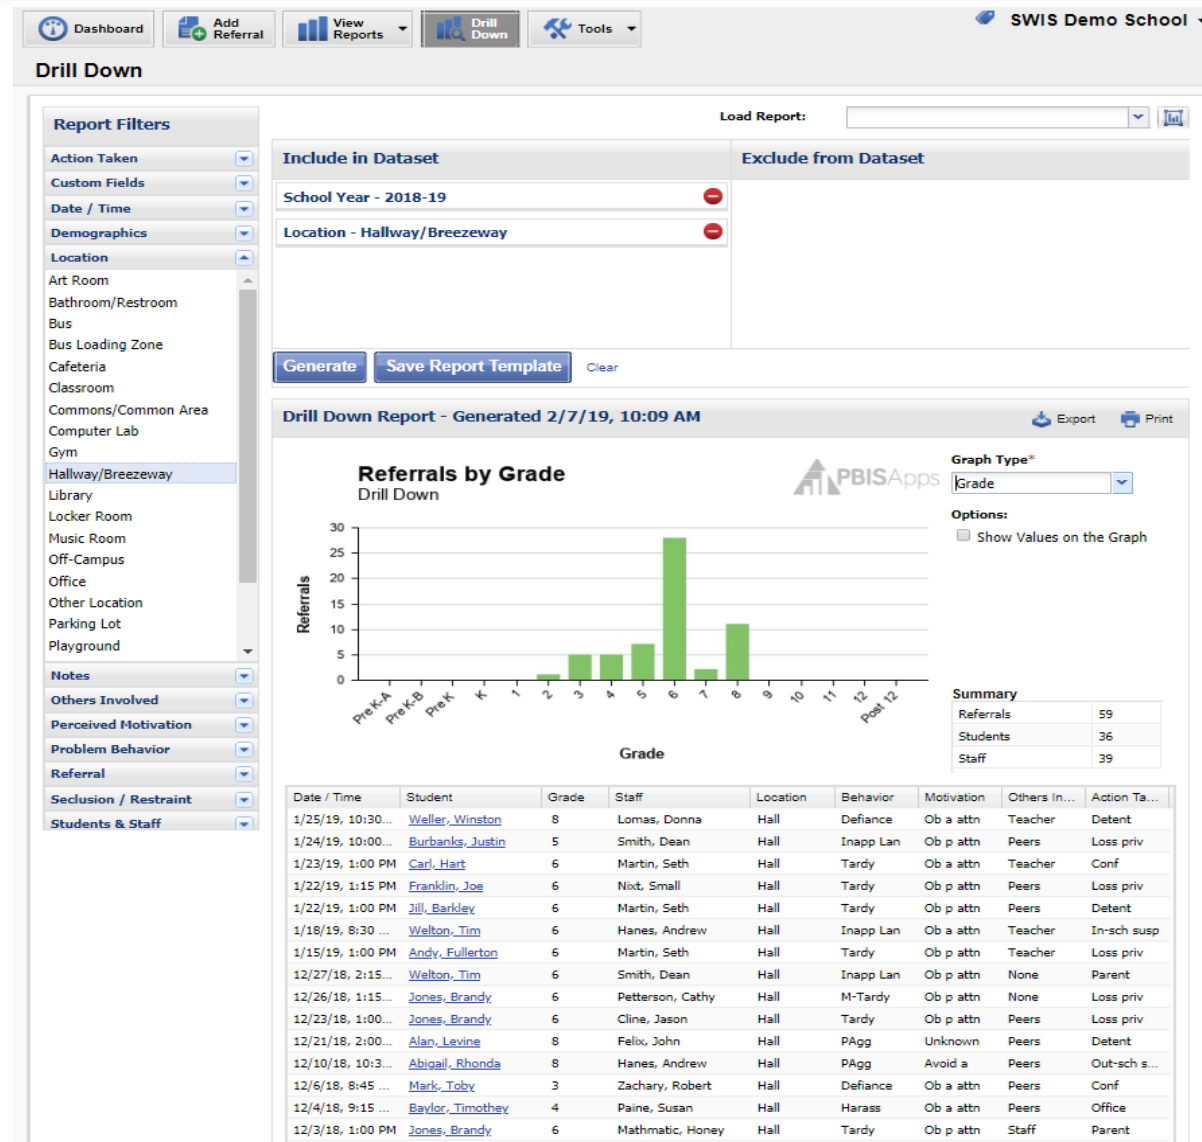 Dashboard Add Referral View Reports Drill Down Tools SWIS Demo School
Drill Down
Load Report:
Report Filters
Action Taken
Custom Fields
Date / Time
Demographics
Location
Art Room
Bathroom/Restroom
Bus
Bus Loading Zone
Cafeteria
Classroom
Commons/Common Area
Computer Lab
Gym
Hallway/Breezeway
Library
Locker Room
Music Room
Off-Campus
Office
Other Location
Parking Lot
Playground
Notes
Others Involved
Perceived Motivation
Problem Behavior
Referral
Seclusion / Restraint
Students & Staff
Include in Dataset Exclude from Dataset
School Year - 2018-19
Location - Hallway/Breezeway
Generate Save Report Template Clear
Drill Down Report - Generated 2/7/19, 10:09 AM Export Print
Referrals by Grade
Drill Down
PBISApps
Graph Type*
Grade
Options:
Show Values on the Graph
Referrals
30
25
20
15
10
5
0
Pre K-A Pre K-B Pre K K 1 2 3 4 5 6 7 8 9 10 11 12 Post 12
Grade
Summary
Referrals 59
Students 36
Staff 39
Date / Time Student Grade Staff Location Behavior Motivation Others In... Action Ta...
1/25/19, 10:30... Weller, Winston 8 Lomas, Donna Hall Defiance Ob a attn Teacher Detent
1/24/19, 10:00... Burbanks, Justin 5 Smith, Dean Hall Inapp Lan Ob p attn Peers Loss priv
1/23/19, 1:00 PM Carl, Hart 6 Martin, Seth Hall Tardy Ob a attn Teacher Conf
1/22/19, 1:15 PM Franklin, Joe 6 Nixt, Small Hall Tardy Ob p attn Peers Loss priv
1/22/19, 1:00 PM Jill, Barkley 6 Martin, Seth Hall Tardy Ob p attn Peers Detent
1/18/19, 8:30 ... Welton, Tim 6 Hanes, Andrew Hall Inapp Lan Ob a attn Teacher In-sch susp
1/15/19, 1:00 PM Andy, Fullerton 6 Martin, Seth Hall Tardy Ob a attn Teacher Loss priv
12/27/18, 2:15... Welton, Tim 6 Smith, Dean Hall Inapp Lan Ob p attn None Parent
12/26/18, 1:15... Jones, Brandy 6 Petterson, Cathy Hall M-Tardy Ob p attn None Loss priv
12/23/18, 1:00... Jones, Brandy 6 Cline, Jason Hall Tardy Ob p attn Peers Loss priv
12/21/18, 2:00... Alan, Levine 8 Felix, John Hall PAgg Unknown Peers Detent
12/10/18, 10:3... Abigail, Rhonda 8 Hanes, Andrew Hall PAgg Avoid a Peers Out-sch s...
12/6/18, 8:45 ... Mark, Toby 3 Zachary, Robert Hall Defiance Ob a attn Peers Conf
12/4/18, 9:15 ... Baylor, Timothey 4 Paine, Susan Hall Harass Ob a attn Peers Office
12/3/18, 1:00 PM Jones, Brandy 6 Mathmatic, Honey Hall Tardy Ob p attn Staff Parent